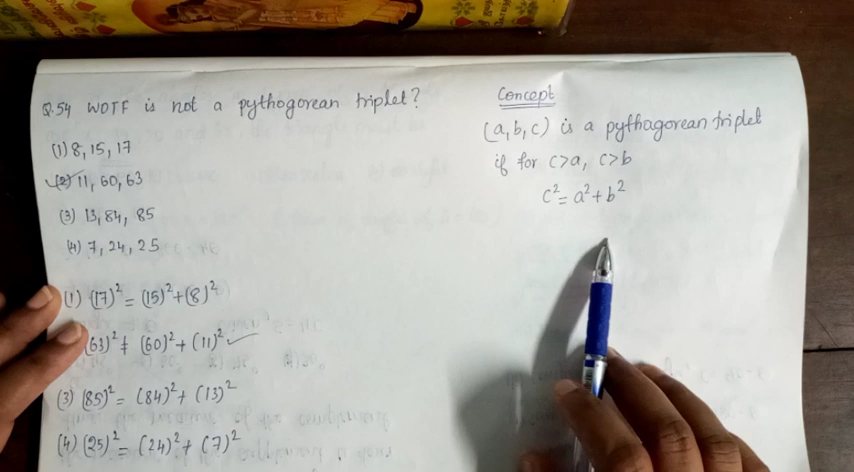 Q.54 WOTF is not a pythogorean triplet?
(1) 8, 15, 17
(2) 11, 60, 63
(3) 13, 84, 85
(4) 7, 24, 25
(1) (17)² = (15)² + (8)²
(63)² ≠ (60)² + (11)² ✓
(3) (85)² = (84)² + (13)²
(4) (25)² = (24)² + (7)²
Concept
(a, b, c) is a pythagorean triplet
if for c>a, c>b
c² = a² + b²